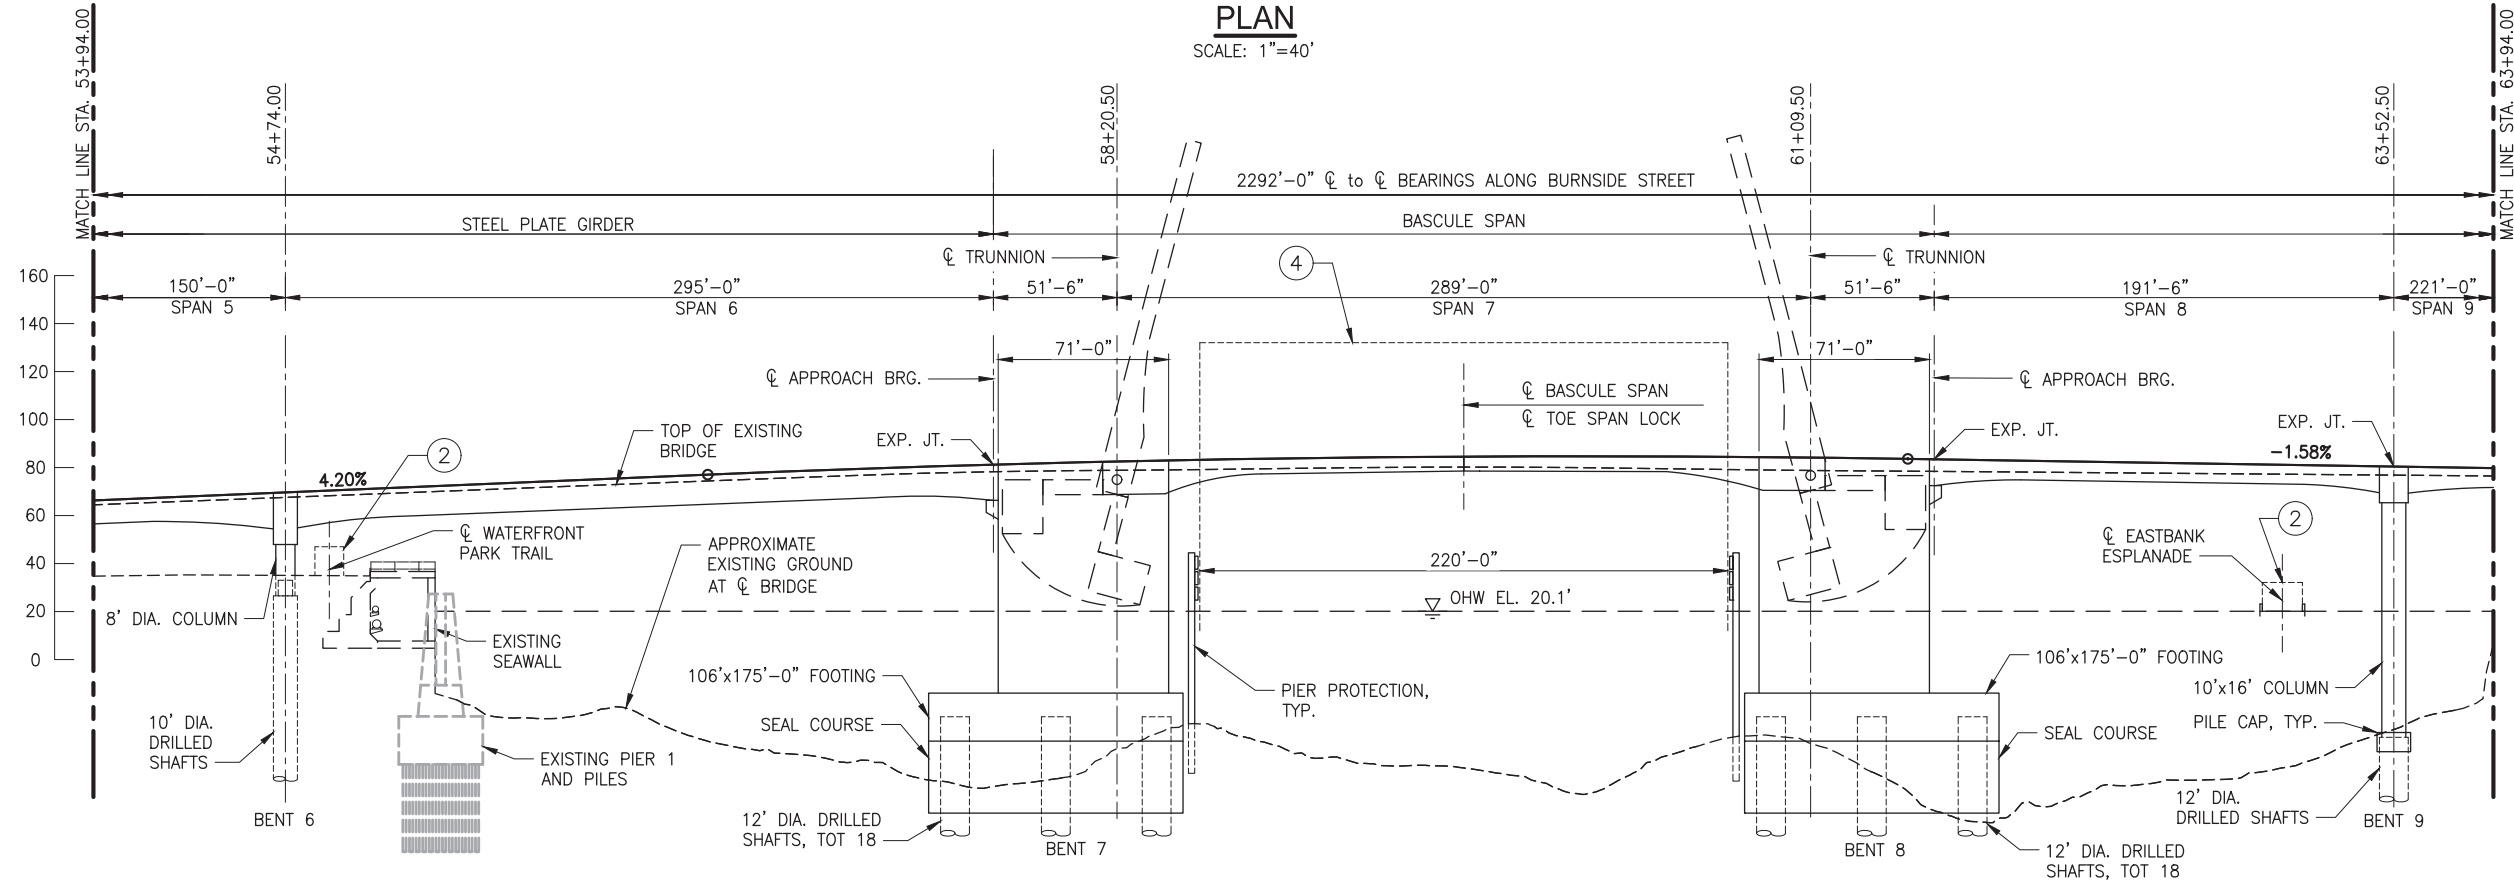 PLAN
SCALE: 1"=40'
MATCH LINE STA. 53+94.00
54+74.00
58+20.50
61+09.50
63+52.50
MATCH LINE STA. 63+94.00
2292'-0" ℄ to ℄ BEARINGS ALONG BURNSIDE STREET
STEEL PLATE GIRDER
BASCULE SPAN
℄ TRUNNION
4
℄ TRUNNION
150'-0"
SPAN 5
295'-0"
SPAN 6
51'-6"
289'-0"
SPAN 7
51'-6"
191'-6"
SPAN 8
221'-0"
SPAN 9
160
140
120
100
80
60
40
20
0
71'-0"
71'-0"
℄ APPROACH BRG.
℄ BASCULE SPAN
℄ TOE SPAN LOCK
℄ APPROACH BRG.
4.20%
2
TOP OF EXISTING
BRIDGE
EXP. JT.
EXP. JT.
EXP. JT.
-1.58%
℄ WATERFRONT
PARK TRAIL
APPROXIMATE
EXISTING GROUND
AT ℄ BRIDGE
220'-0"
OHW EL. 20.1'
℄ EASTBANK
ESPLANADE
2
8' DIA. COLUMN
EXISTING
SEAWALL
106'x175'-0" FOOTING
PIER PROTECTION,
TYP.
106'x175'-0" FOOTING
10'x16' COLUMN
10' DIA.
DRILLED
SHAFTS
SEAL COURSE
SEAL COURSE
PILE CAP, TYP.
EXISTING PIER 1
AND PILES
BENT 6
12' DIA. DRILLED
SHAFTS, TOT 18
BENT 7
BENT 8
12' DIA. DRILLED
SHAFTS, TOT 18
12' DIA.
DRILLED SHAFTS
BENT 9